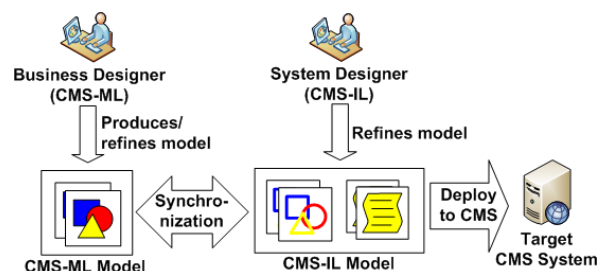 Business Designer
(CMS-ML)
System Designer
(CMS-IL)
Produces/
refines model
Refines model
Synchro-
nization
Deploy
to CMS
CMS-ML Model
CMS-IL Model
Target
CMS System